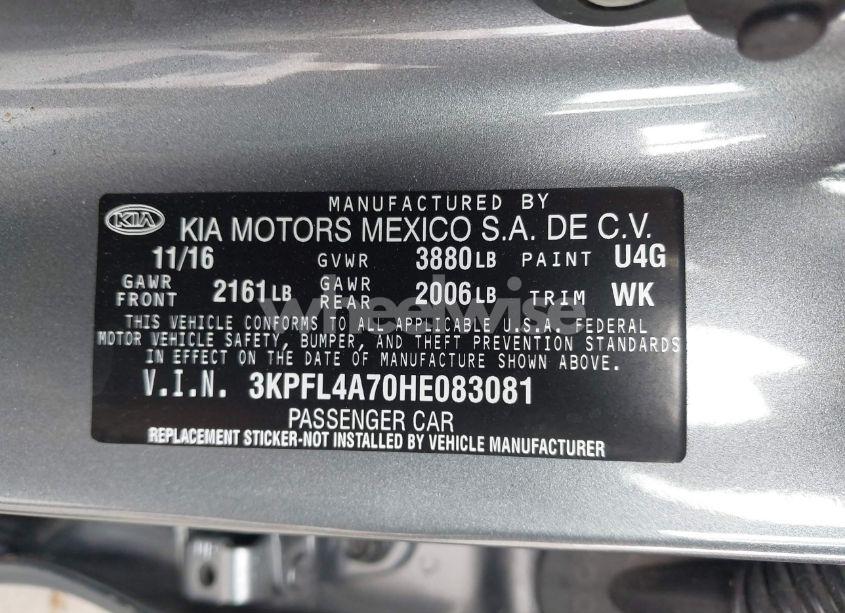 MANUFACTURED BY
KIA KIA MOTORS MEXICO S.A. DE C.V.
11/16 GVWR 3880 LB PAINT U4G
GAWR FRONT 2161 LB GAWR REAR 2006 LB TRIM WK
THIS VEHICLE CONFORMS TO ALL APPLICABLE U.S.A. FEDERAL
MOTOR VEHICLE SAFETY, BUMPER, AND THEFT PREVENTION STANDARDS
IN EFFECT ON THE DATE OF MANUFACTURE SHOWN ABOVE.
V.I.N. 3KPFL4A70HE083081
PASSENGER CAR
REPLACEMENT STICKER-NOT INSTALLED BY VEHICLE MANUFACTURER
wheelwise